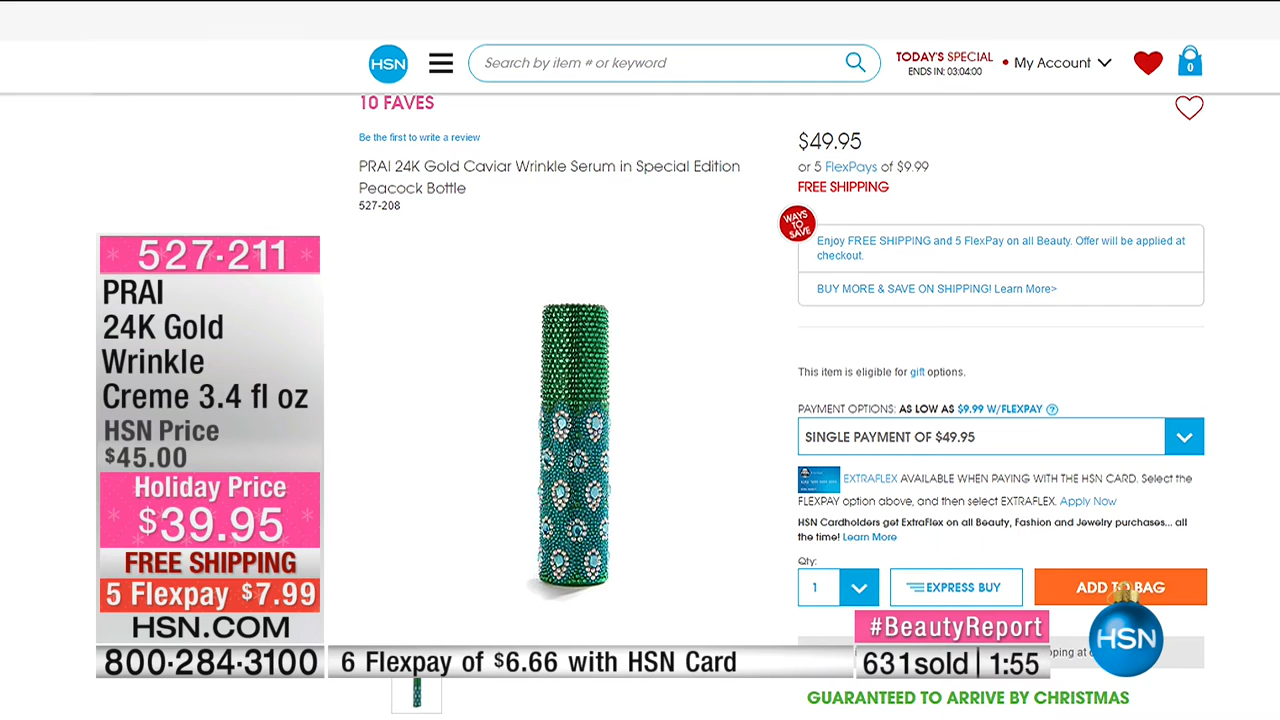 HSN
Search by item # or keyword
TODAY'S SPECIAL
ENDS IN: 03:04:00
My Account
0
10 FAVES
Be the first to write a review
PRAI 24K Gold Caviar Wrinkle Serum in Special Edition
Peacock Bottle
527-208
$49.95
or 5 FlexPays of $9.99
FREE SHIPPING
WAYS
TO
SAVE
Enjoy FREE SHIPPING and 5 FlexPay on all Beauty. Offer will be applied at
checkout.
BUY MORE & SAVE ON SHIPPING! Learn More>
This item is eligible for gift options.
PAYMENT OPTIONS: AS LOW AS $9.99 W/FLEXPAY ?
SINGLE PAYMENT OF $49.95
EXTRAFLEX AVAILABLE WHEN PAYING WITH THE HSN CARD. Select the
FLEXPAY option above, and then select EXTRAFLEX. Apply Now
HSN Cardholders get ExtraFlex on all Beauty, Fashion and Jewelry purchases... all
the time! Learn More
Qty:
1
EXPRESS BUY
ADD TO BAG
527-211
PRAI
24K Gold
Wrinkle
Creme 3.4 fl oz
HSN Price
$45.00
Holiday Price
$39.95
FREE SHIPPING
5 Flexpay $7.99
HSN.COM
800-284-3100
6 Flexpay of $6.66 with HSN Card
#BeautyReport
631sold | 1:55
HSN
GUARANTEED TO ARRIVE BY CHRISTMAS